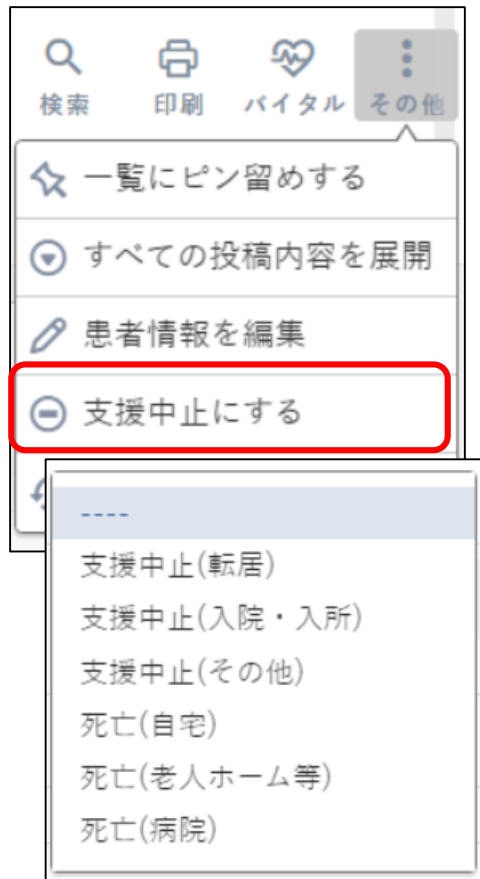 検索 印刷 バイタル その他
一覧にピン留めする
すべての投稿内容を展開
患者情報を編集
支援中止にする
----
支援中止(転居)
支援中止(入院・入所)
支援中止(その他)
死亡(自宅)
死亡(老人ホーム等)
死亡(病院)